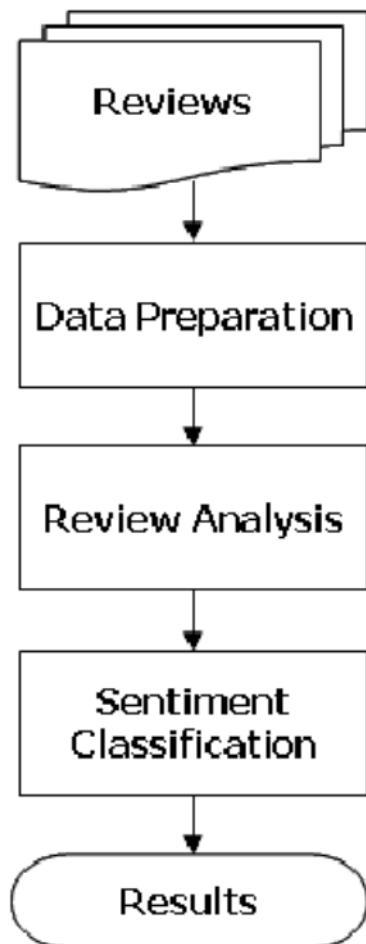 Reviews
Data Preparation
Review Analysis
Sentiment
Classification
Results